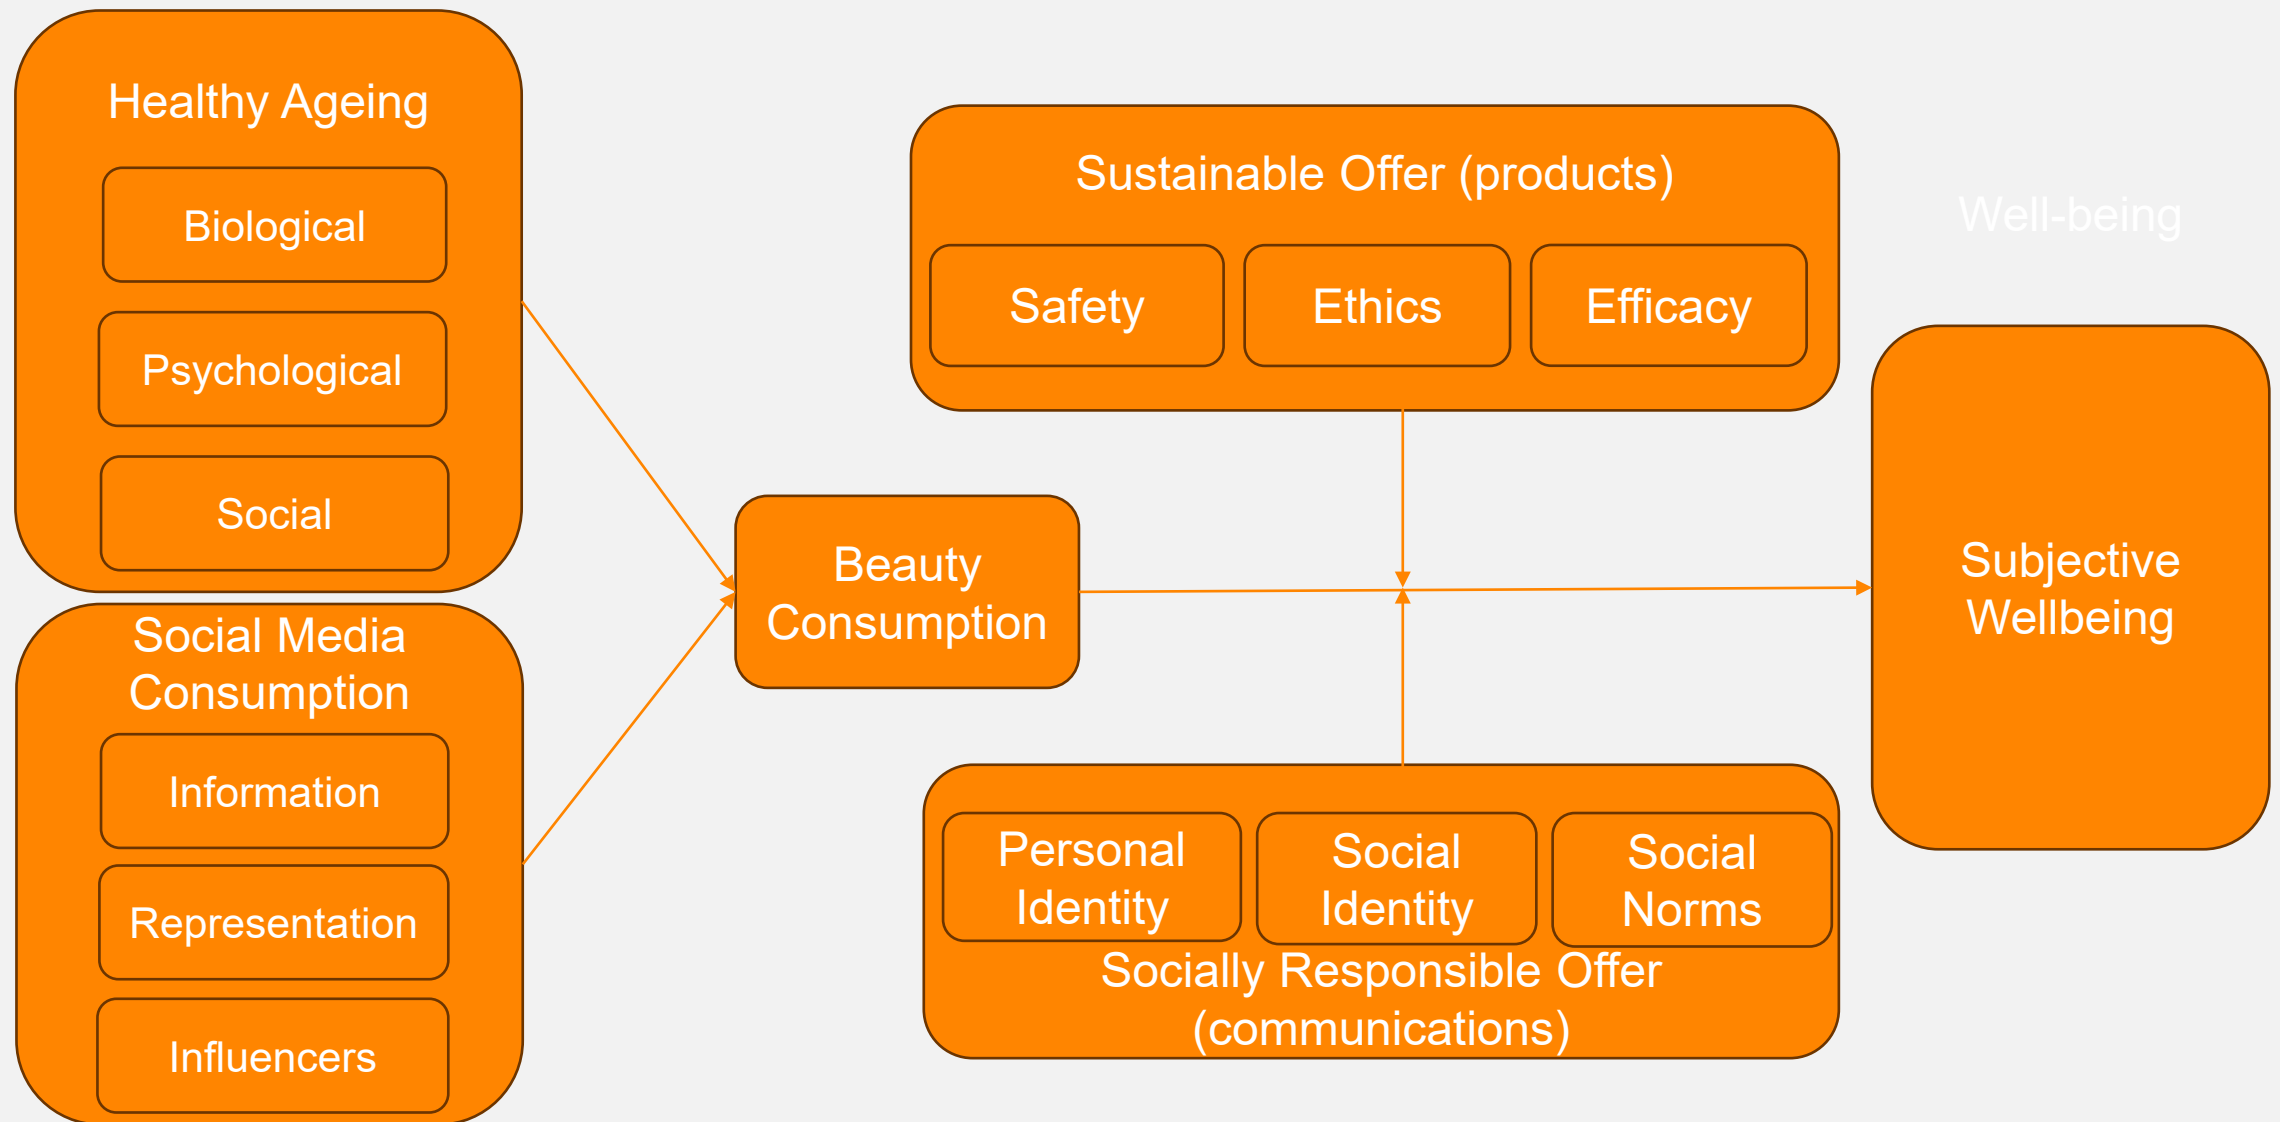 Healthy Ageing
Biological
Psychological
Social
Social Media
Consumption
Information
Representation
Influencers
Beauty
Consumption
Sustainable Offer (products)
Safety
Ethics
Efficacy
Personal
Identity
Social
Identity
Social
Norms
Socially Responsible Offer
(communications)
Well-being
Subjective
Wellbeing